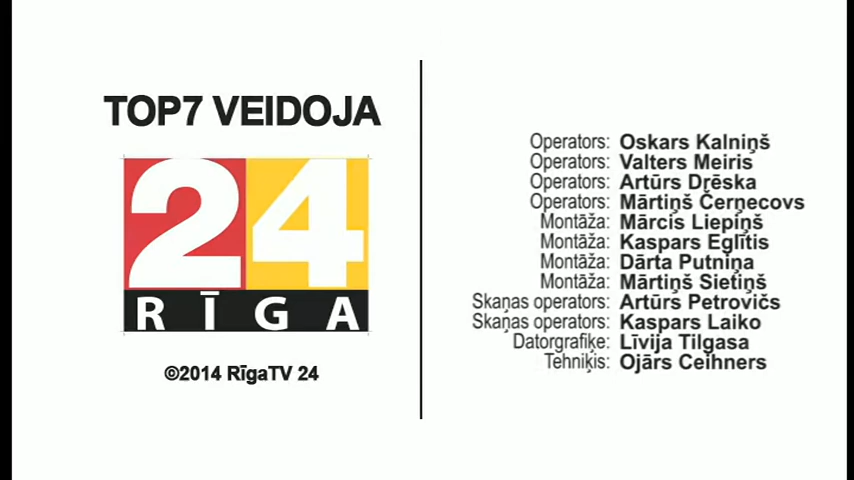 TOP7 VEIDOJA
24
RĪGA
©2014 RīgaTV 24
Operators: Oskars Kalniņš
Operators: Valters Meiris
Operators: Artūrs Drēska
Operators: Mārtiņš Čerņecovs
Montāža: Mārcis Liepiņš
Montāža: Kaspars Eglītis
Montāža: Dārta Putniņa
Montāža: Mārtiņš Sietiņš
Skaņas operators: Artūrs Petrovičs
Skaņas operators: Kaspars Laiko
Datorgrafiķe: Līvija Tilgasa
Tehniķis: Ojārs Ceihners